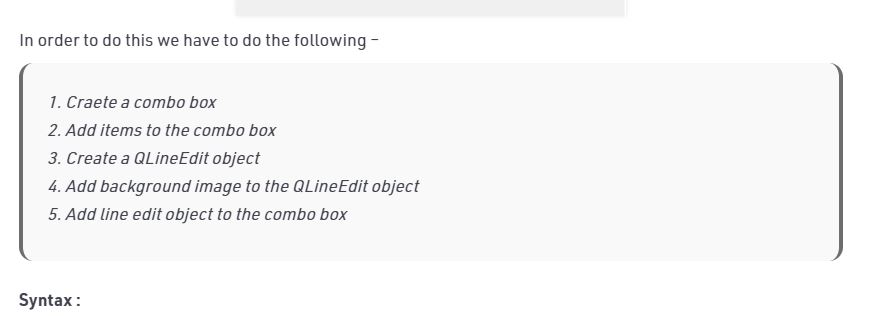 In order to do this we have to do the following –
1. Craete a combo box
2. Add items to the combo box
3. Create a QLineEdit object
4. Add background image to the QLineEdit object
5. Add line edit object to the combo box
Syntax :